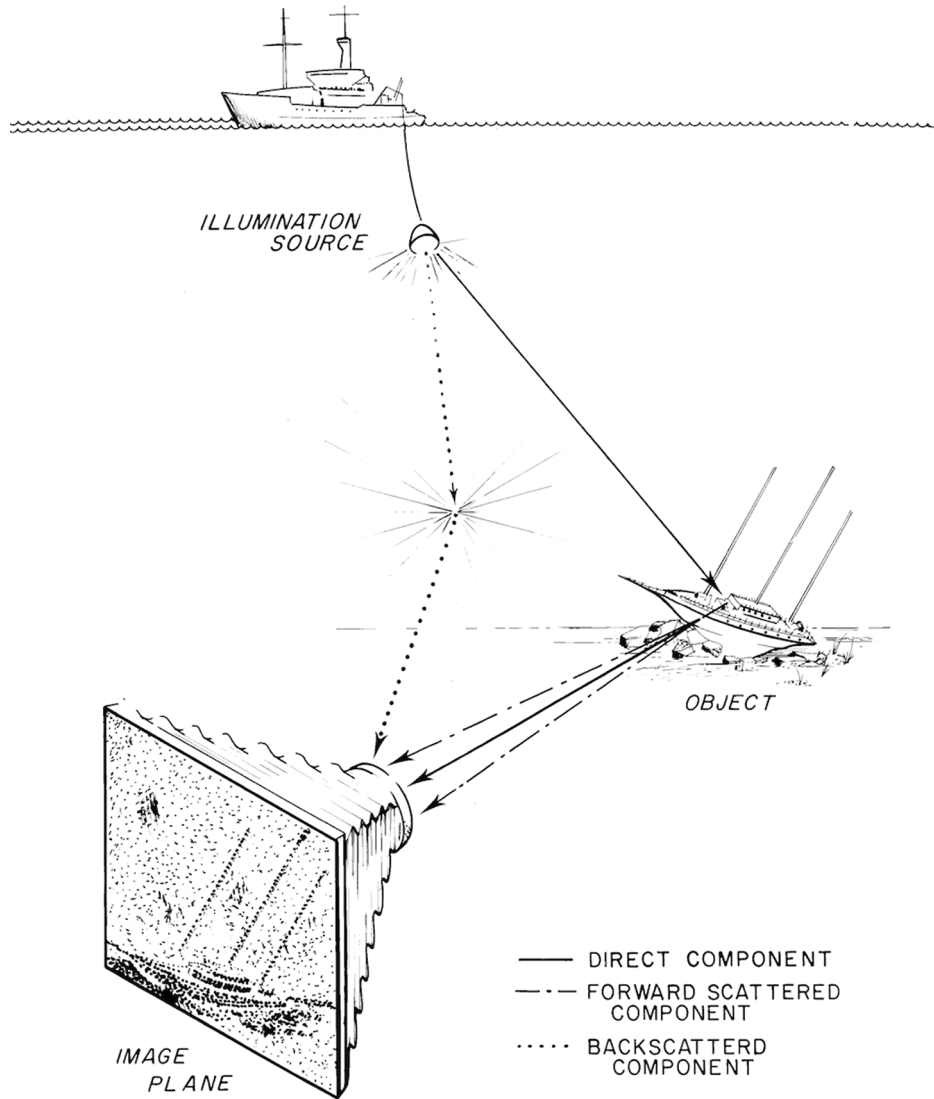 ILLUMINATION
SOURCE
OBJECT
IMAGE
PLANE
DIRECT COMPONENT
FORWARD SCATTERED
COMPONENT
BACKSCATTERD
COMPONENT